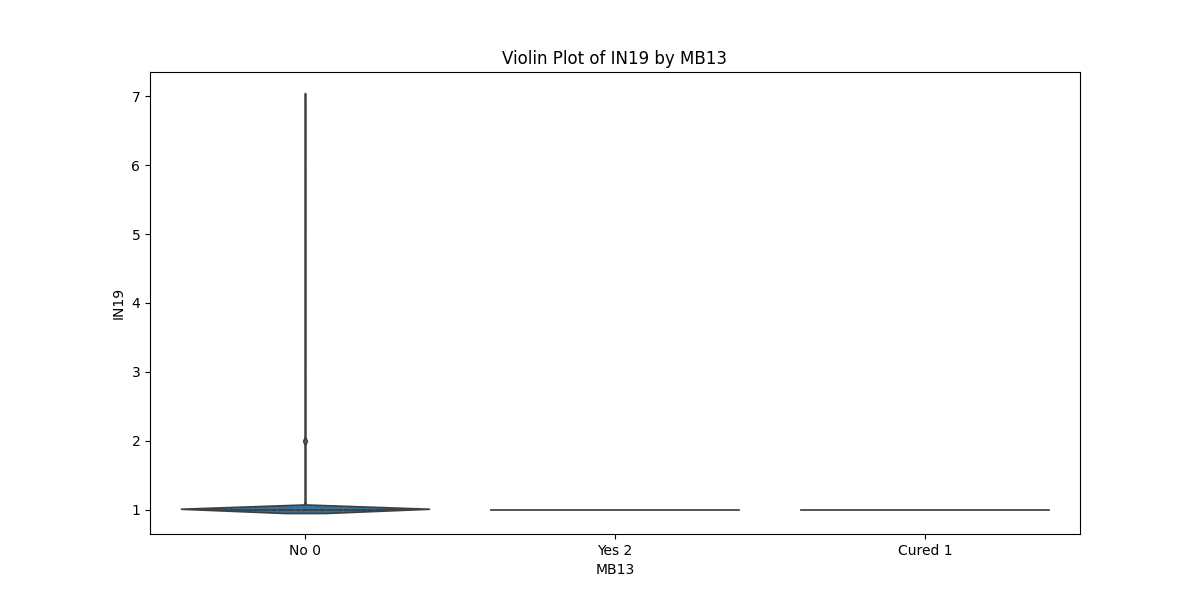 Violin Plot of IN19 by MB13
7
6
5
4
3
2
1
IN19
No 0
Yes 2
Cured 1
MB13